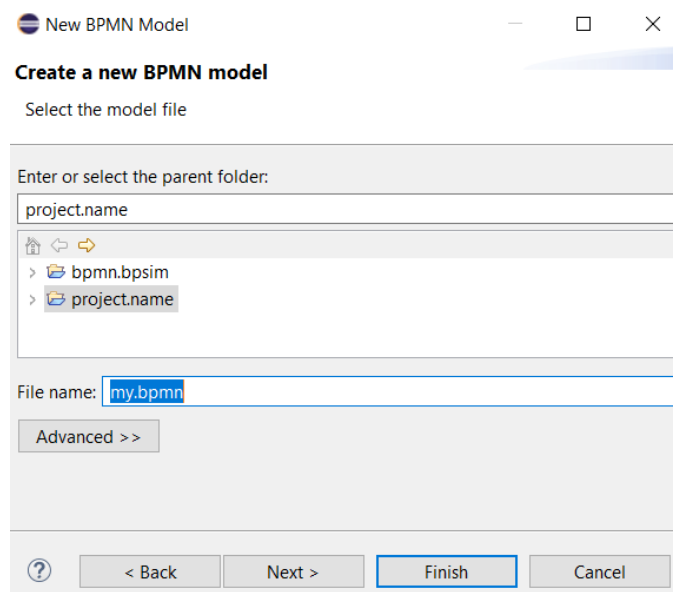 New BPMN Model
Create a new BPMN model
Select the model file
Enter or select the parent folder:
project.name
bpmn.bpsim
project.name
File name: my.bpmn
Advanced >>
? < Back Next > Finish Cancel